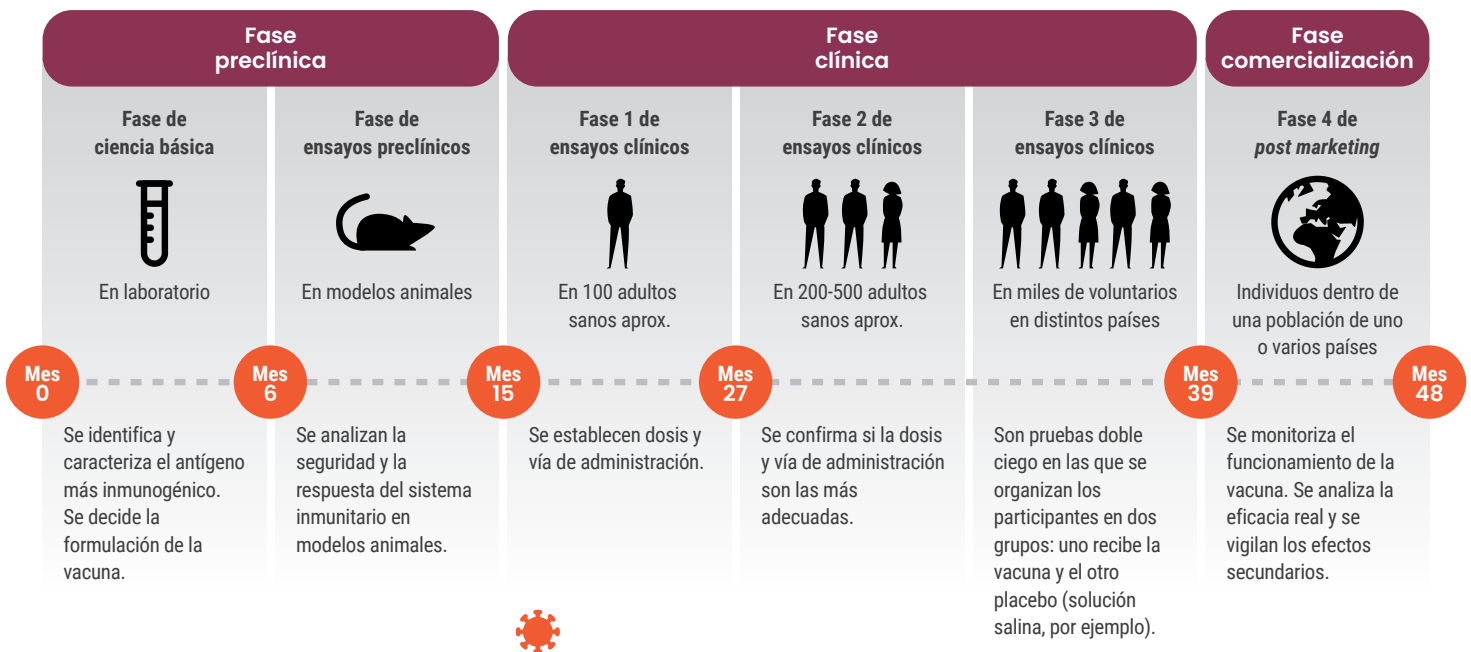 Fase
preclínica
Fase
clínica
Fase
comercialización
Fase de
ciencia básica
Fase de
ensayos preclínicos
Fase 1 de
ensayos clínicos
Fase 2 de
ensayos clínicos
Fase 3 de
ensayos clínicos
Fase 4 de
post marketing
En laboratorio
En modelos animales
En 100 adultos
sanos aprox.
En 200-500 adultos
sanos aprox.
En miles de voluntarios
en distintos países
Individuos dentro de
una población de uno
o varios países
Mes
0
Mes
6
Mes
15
Mes
27
Mes
39
Mes
48
Se identifica y
caracteriza el antígeno
más inmunogénico.
Se decide la
formulación de la
vacuna.
Se analizan la
seguridad y la
respuesta del sistema
inmunitario en
modelos animales.
Se establecen dosis y
vía de administración.
Se confirma si la dosis
y vía de administración
son las más
adecuadas.
Son pruebas doble
ciego en las que se
organizan los
participantes en dos
grupos: uno recibe la
vacuna y el otro
placebo (solución
salina, por ejemplo).
Se monitoriza el
funcionamiento de la
vacuna. Se analiza la
eficacia real y se
vigilan los efectos
secundarios.